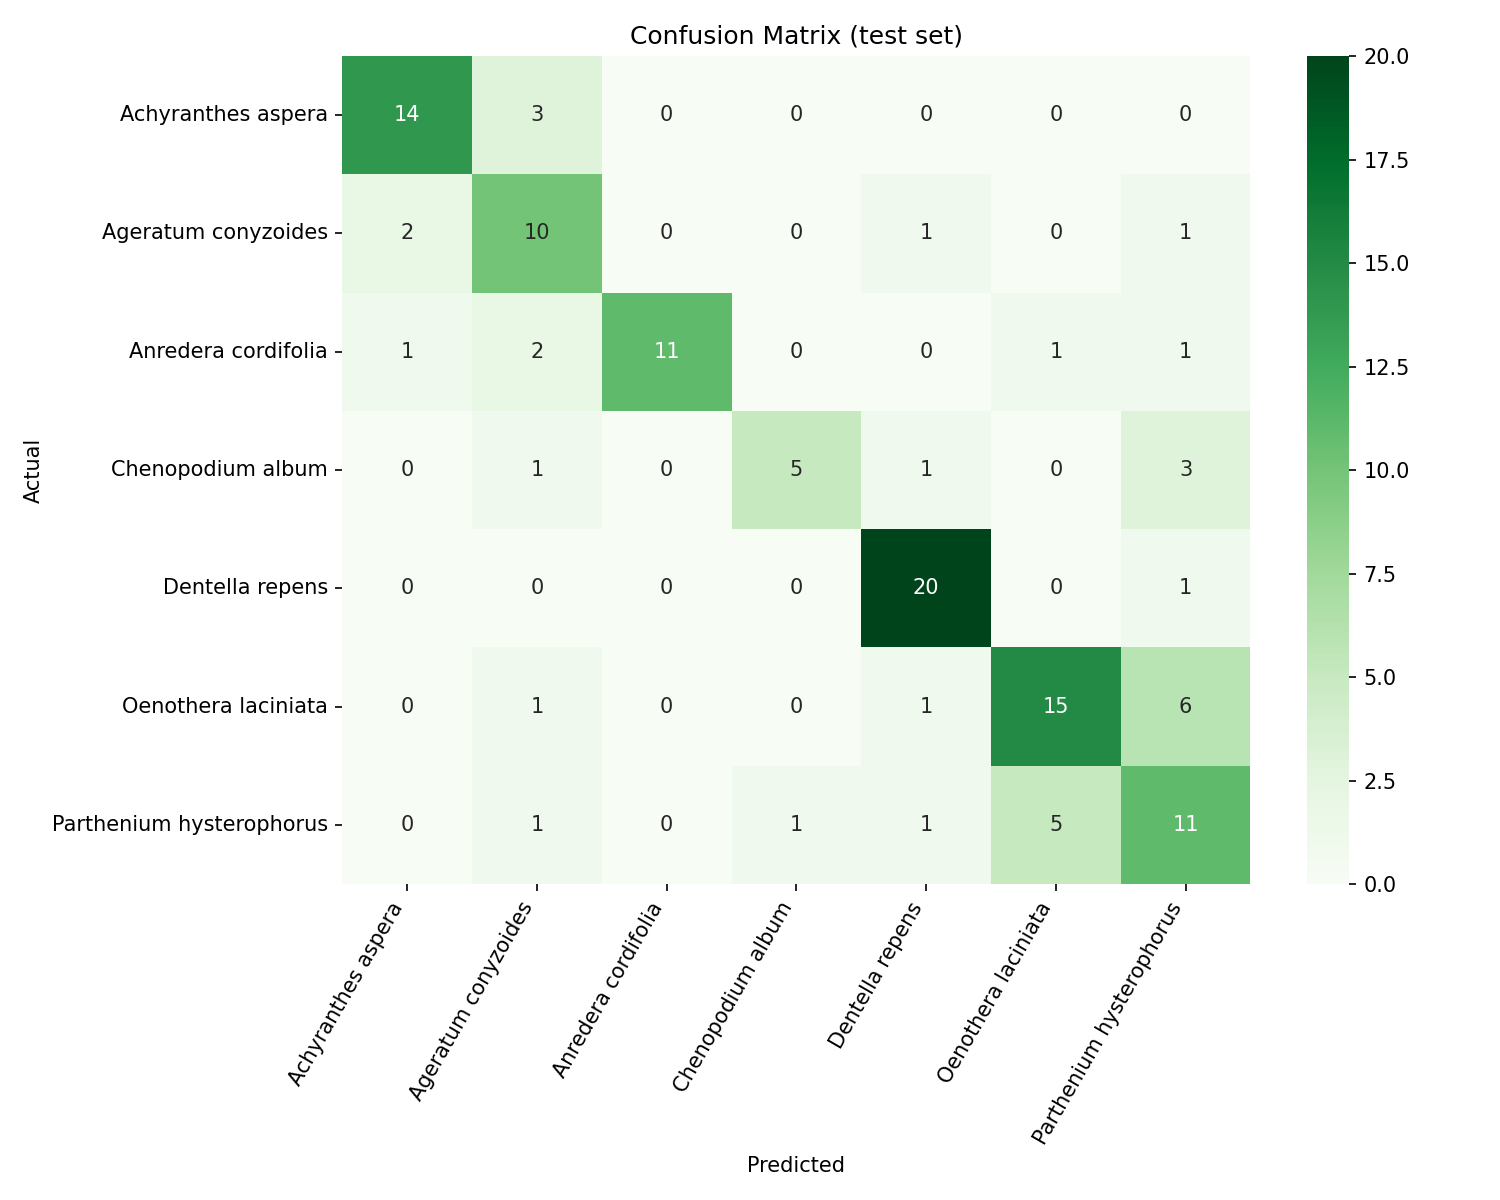 Confusion Matrix (test set)
Achyranthes aspera 14 3 0 0 0 0 0
Ageratum conyzoides 2 10 0 0 1 0 1
Anredera cordifolia 1 2 11 0 0 1 1
Chenopodium album 0 1 0 5 1 0 3
Dentella repens 0 0 0 0 20 0 1
Oenothera laciniata 0 1 0 0 1 15 6
Parthenium hysterophorus 0 1 0 1 1 5 11
Actual
Achyranthes aspera
Ageratum conyzoides
Anredera cordifolia
Chenopodium album
Dentella repens
Oenothera laciniata
Parthenium hysterophorus
Predicted
20.0
17.5
15.0
12.5
10.0
7.5
5.0
2.5
0.0